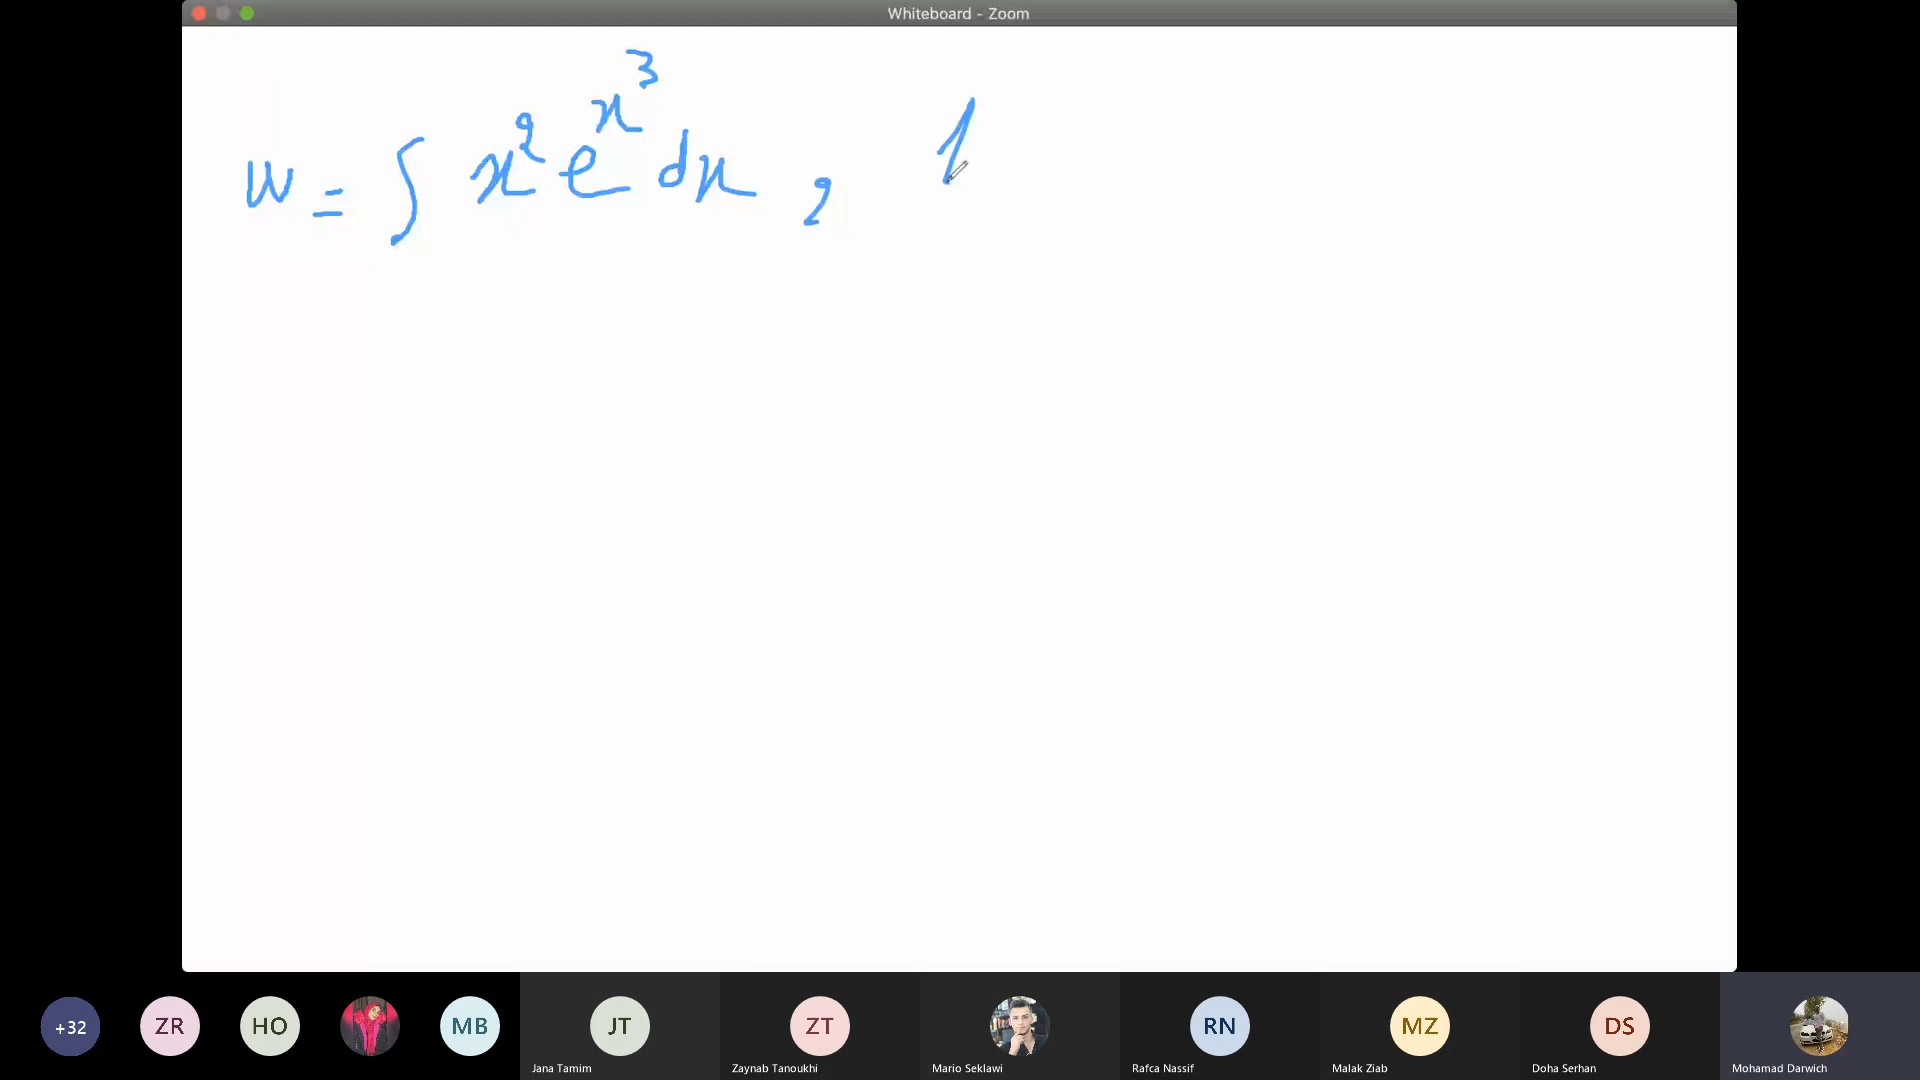 Whiteboard - Zoom
w = ∫ x² e^x³ dx ,
+32
ZR
HO
MB
JT
ZT
RN
MZ
DS
Jana Tamim
Zaynab Tanoukhi
Mario Seklawi
Rafca Nassif
Malak Ziab
Doha Serhan
Mohamad Darwich